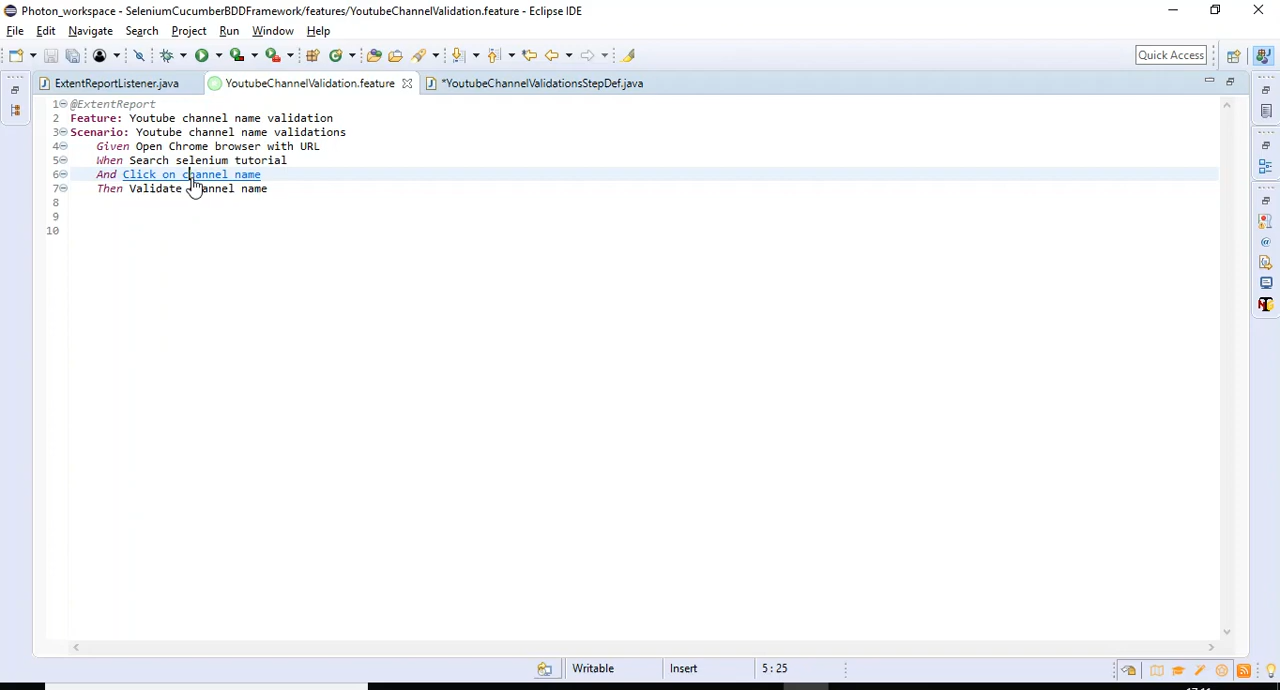 Photon_workspace - SeleniumCucumberBDDFramework/features/YoutubeChannelValidation.feature - Eclipse IDE
File Edit Navigate Search Project Run Window Help
Quick Access
ExtentReportListener.java YoutubeChannelValidation.feature *YoutubeChannelValidationsStepDef.java
1 @ExtentReport
2 Feature: Youtube channel name validation
3 Scenario: Youtube channel name validations
4 Given Open Chrome browser with URL
5 When Search selenium tutorial
6 And Click on channel name
7 Then Validate channel name
8
9
10
Writable Insert 5 : 25